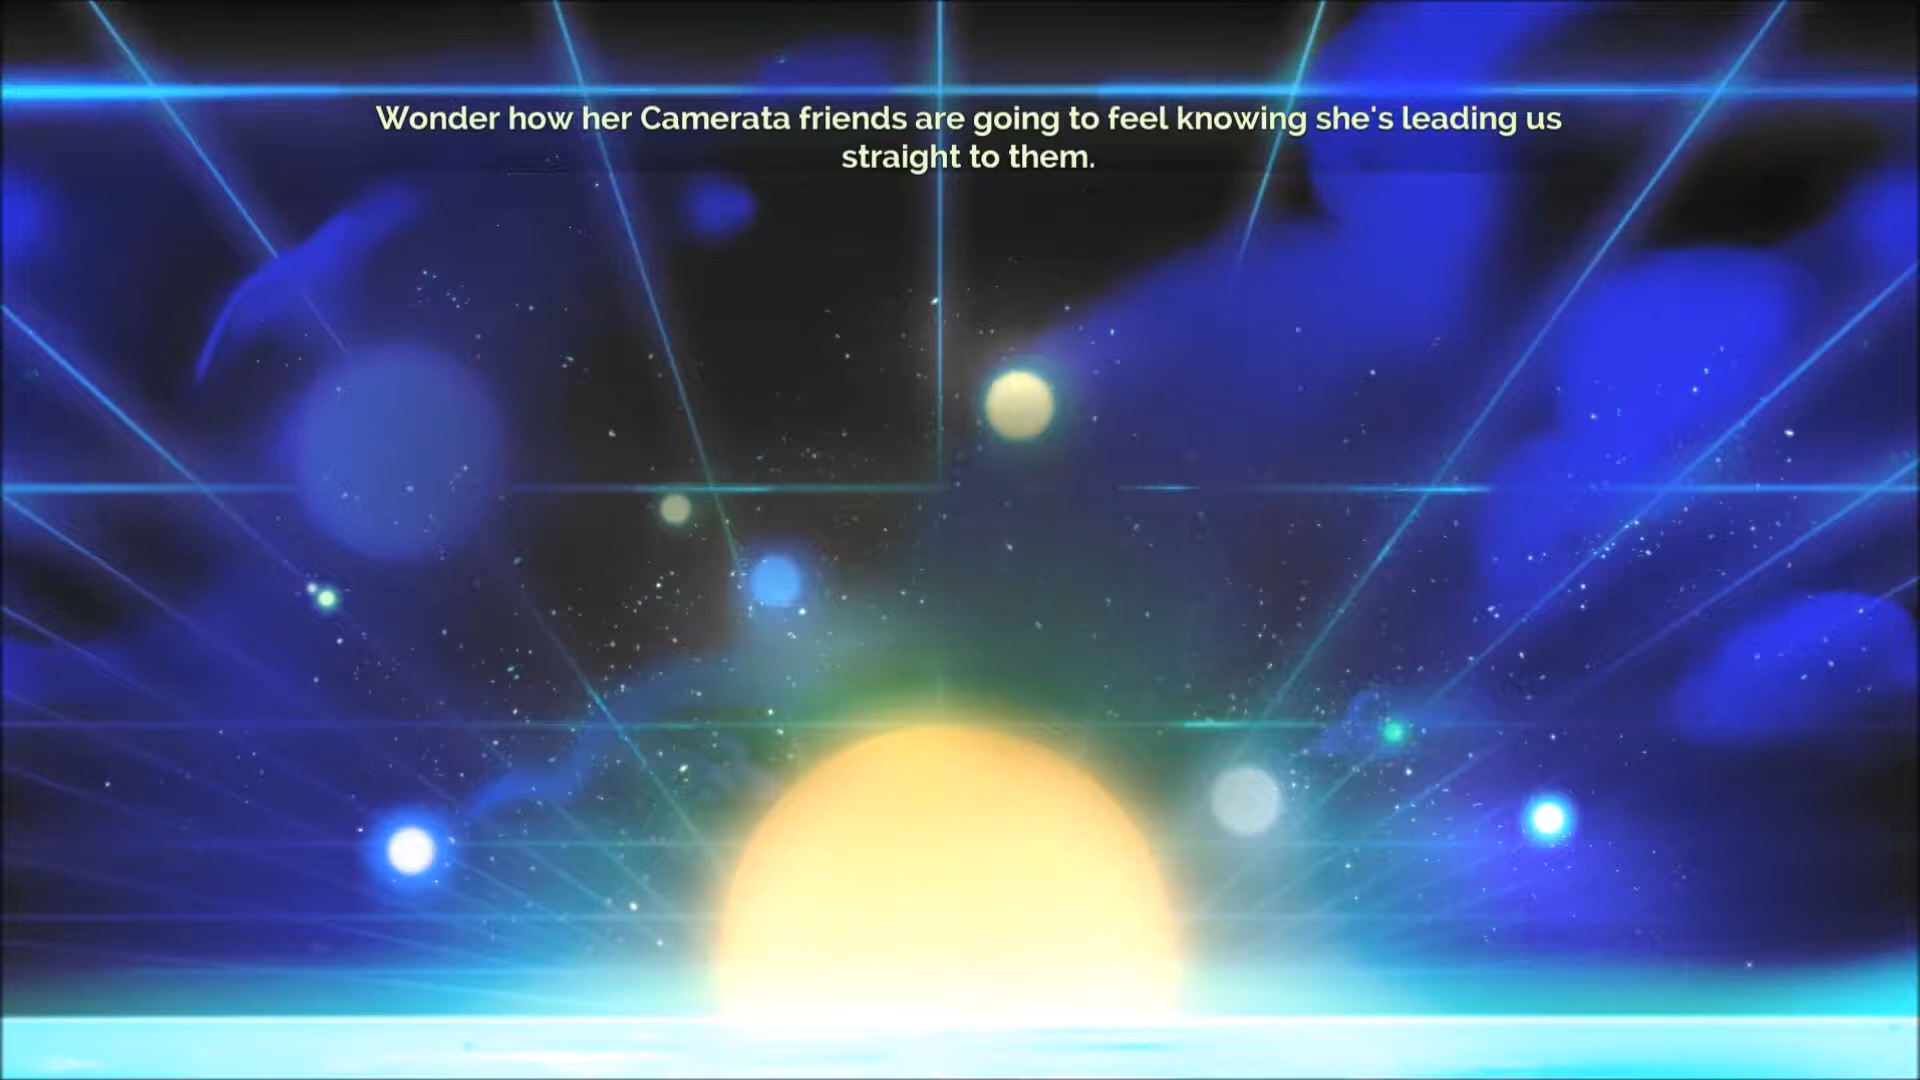 Wonder how her Camerata friends are going to feel knowing she's leading us
straight to them.